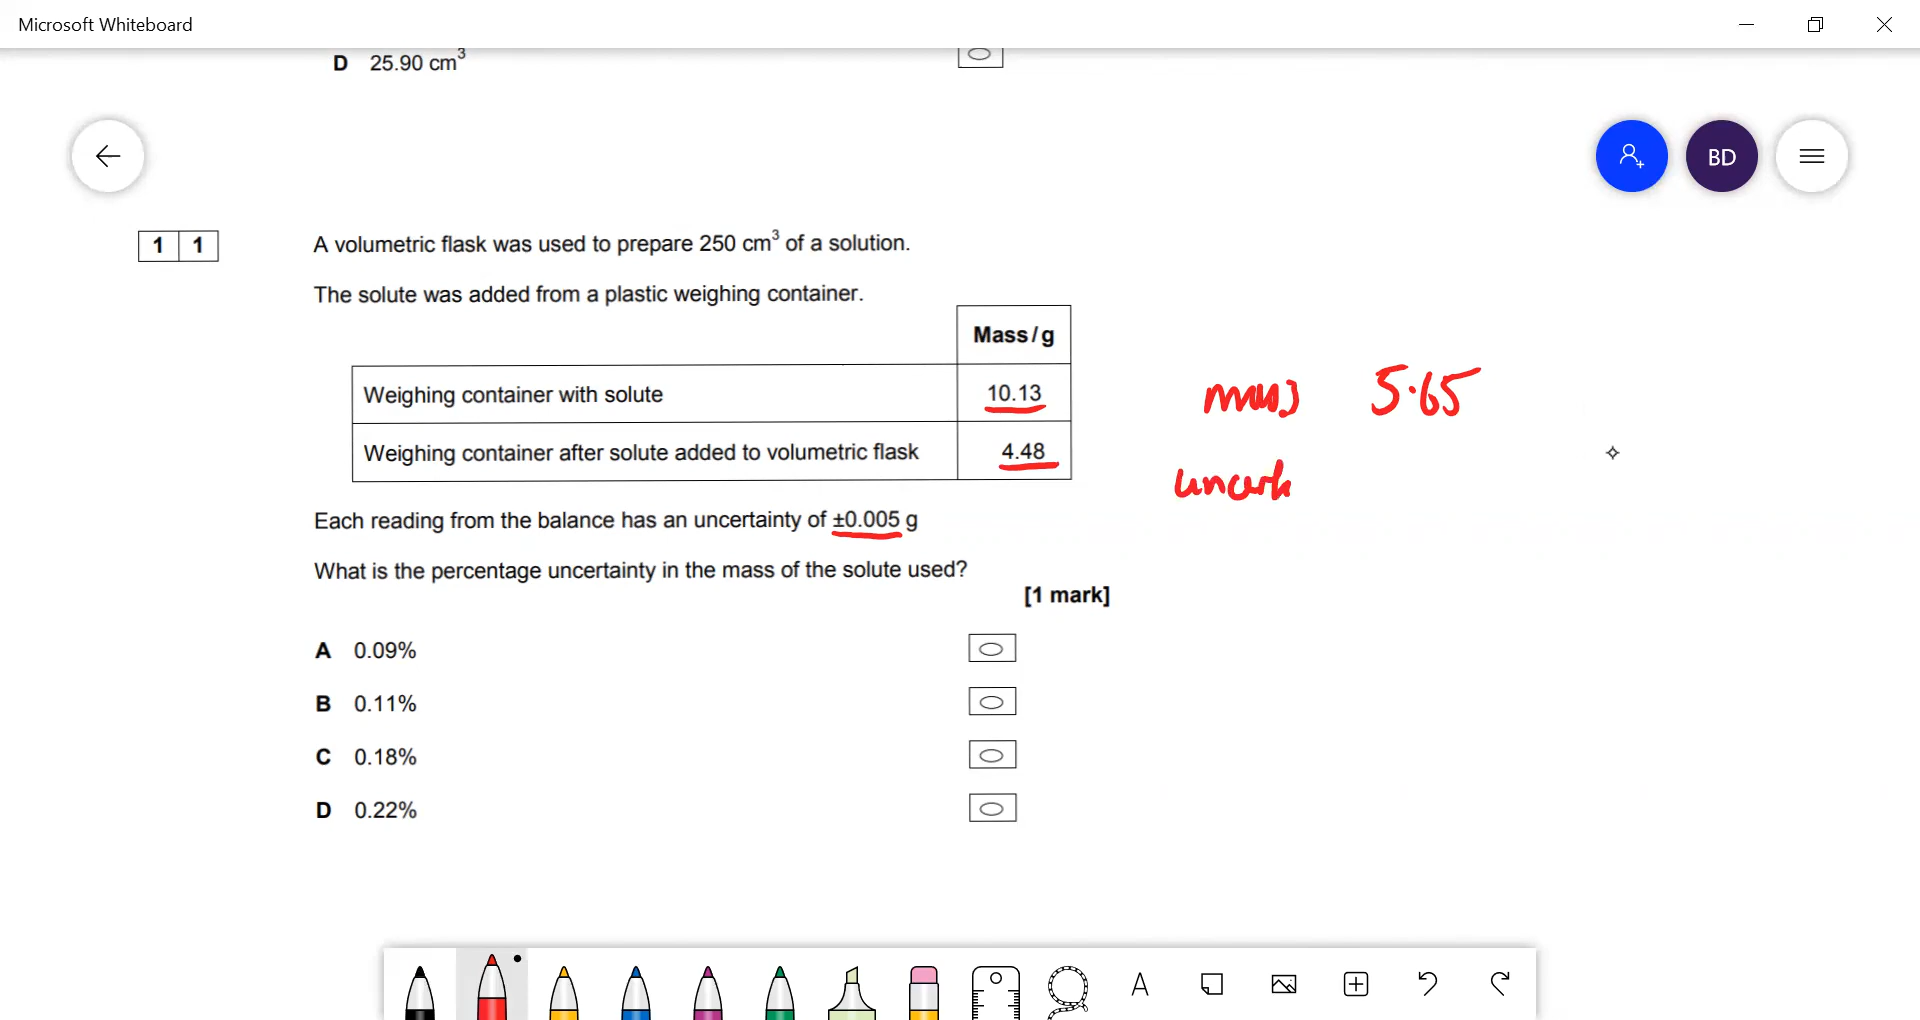 Microsoft Whiteboard
D 25.90 cm³
BD
1 1 A volumetric flask was used to prepare 250 cm³ of a solution.
The solute was added from a plastic weighing container.
Mass / g
Weighing container with solute 10.13
mass 5.65
Weighing container after solute added to volumetric flask 4.48
Each reading from the balance has an uncertainty of ±0.005 g
What is the percentage uncertainty in the mass of the solute used?
[1 mark]
A 0.09%
B 0.11%
C 0.18%
D 0.22%
A